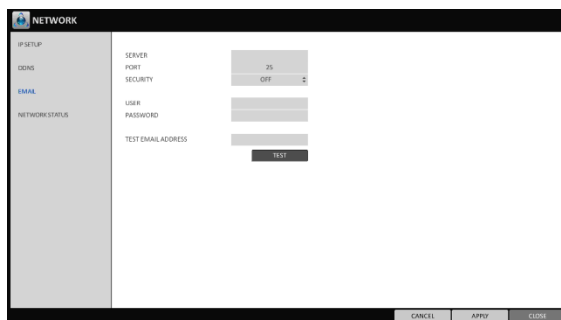 NETWORK
IP SETUP
DDNS
EMAIL
NETWORK STATUS
SERVER
PORT 25
SECURITY OFF
USER
PASSWORD
TEST EMAIL ADDRESS
TEST
CANCEL APPLY CLOSE